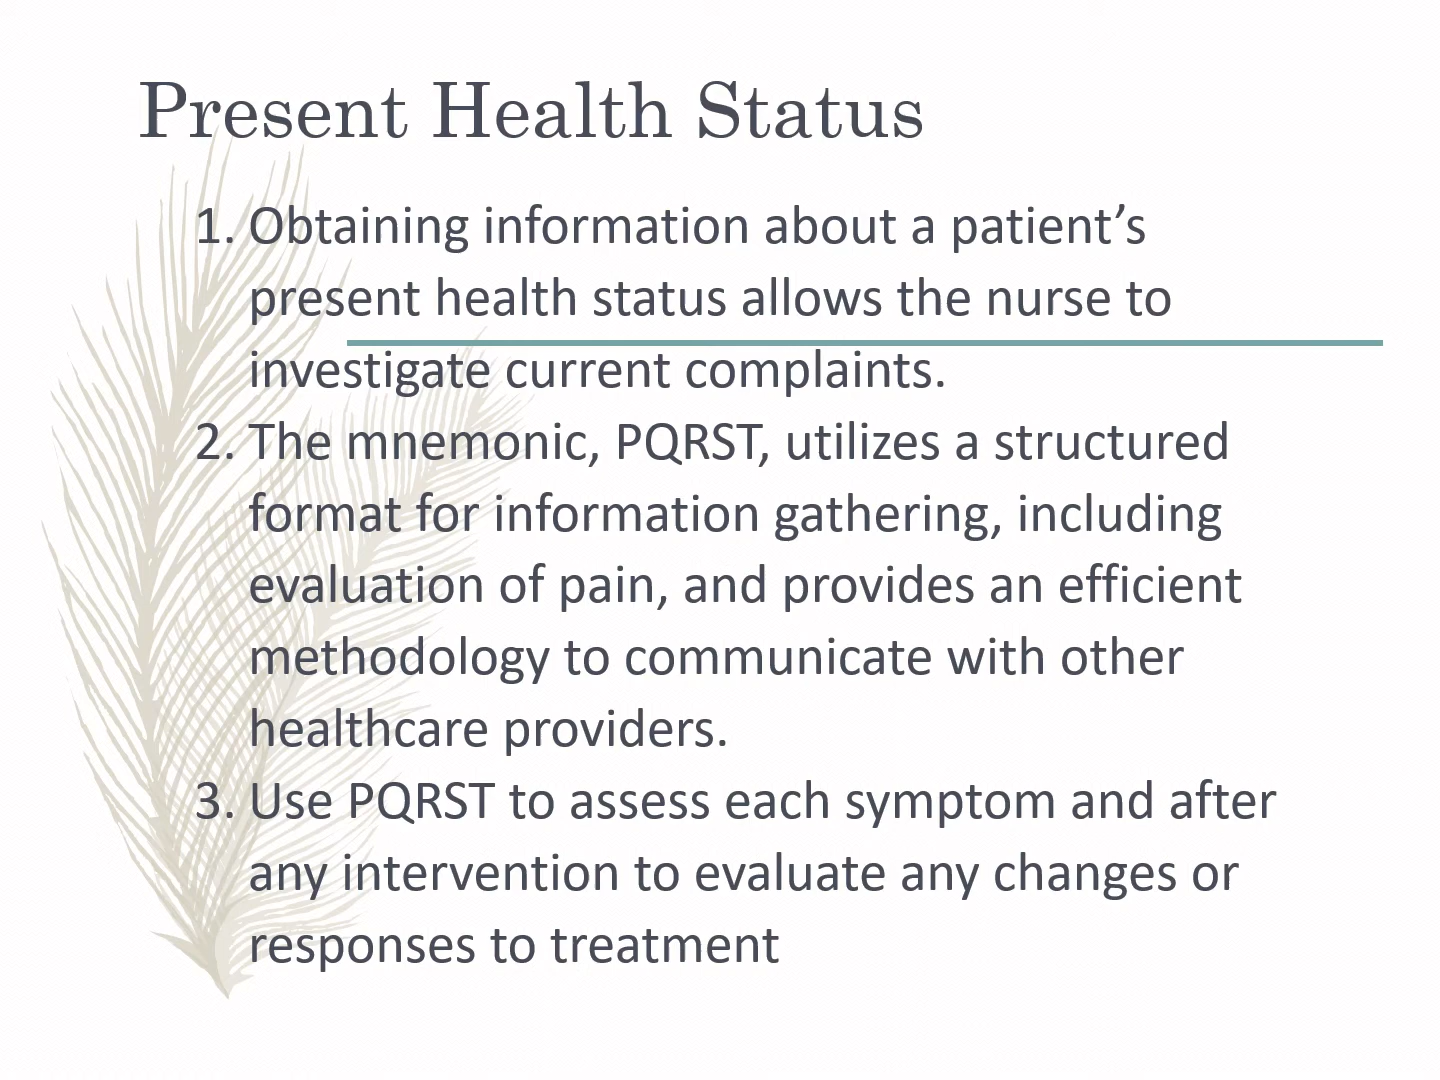 Present Health Status
1. Obtaining information about a patient’s
present health status allows the nurse to
investigate current complaints.
2. The mnemonic, PQRST, utilizes a structured
format for information gathering, including
evaluation of pain, and provides an efficient
methodology to communicate with other
healthcare providers.
3. Use PQRST to assess each symptom and after
any intervention to evaluate any changes or
responses to treatment